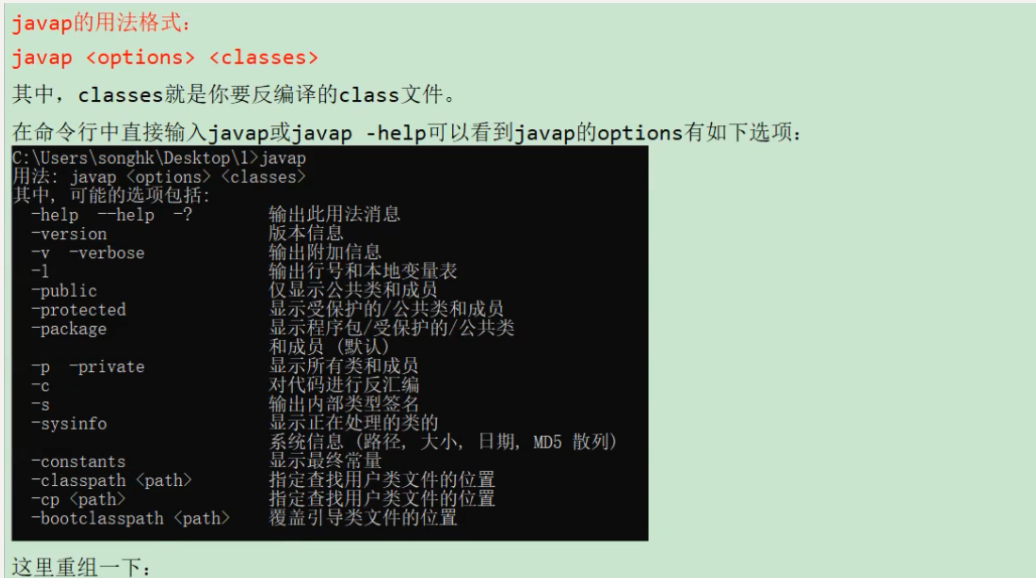 javap的用法格式：
javap <options> <classes>
其中，classes就是你要反编译的class文件。
在命令行中直接输入javap或javap -help可以看到javap的options有如下选项：
C:\Users\songhk\Desktop\1>javap
用法: javap <options> <classes>
其中, 可能的选项包括:
-help --help -? 输出此用法消息
-version 版本信息
-v -verbose 输出附加信息
-l 输出行号和本地变量表
-public 仅显示公共类和成员
-protected 显示受保护的/公共类和成员
-package 显示程序包/受保护的/公共类
和成员 (默认)
-p -private 显示所有类和成员
-c 对代码进行反汇编
-s 输出内部类型签名
-sysinfo 显示正在处理的类的
系统信息 (路径, 大小, 日期, MD5 散列)
-constants 显示最终常量
-classpath <path> 指定查找用户类文件的位置
-cp <path> 指定查找用户类文件的位置
-bootclasspath <path> 覆盖引导类文件的位置
这里重组一下：